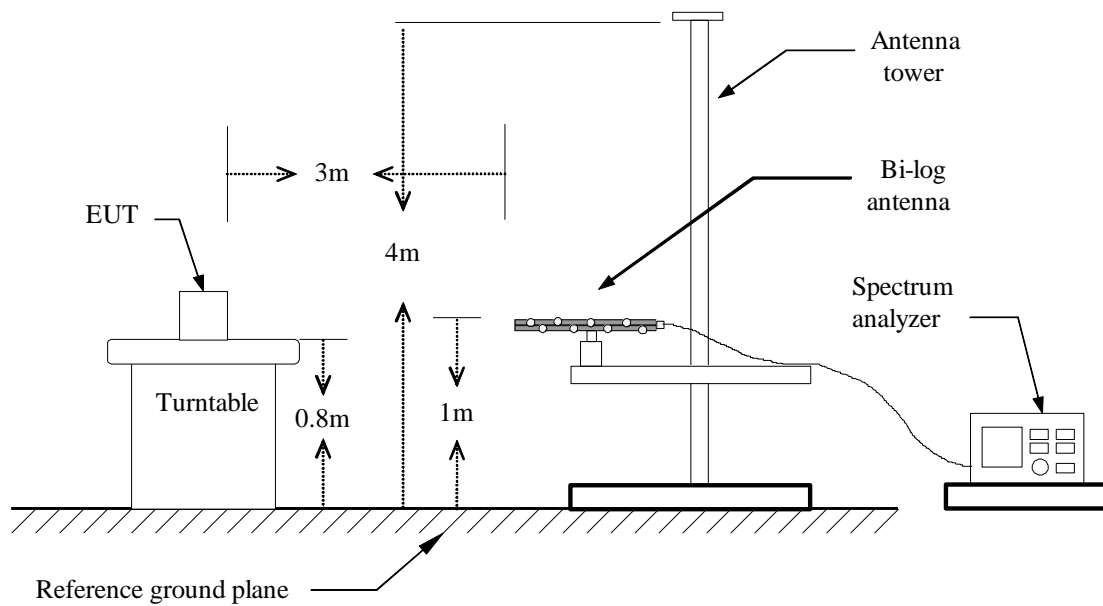 Antenna
tower
3m
Bi-log
antenna
EUT
4m
Spectrum
analyzer
Turntable
0.8m
1m
Reference ground plane